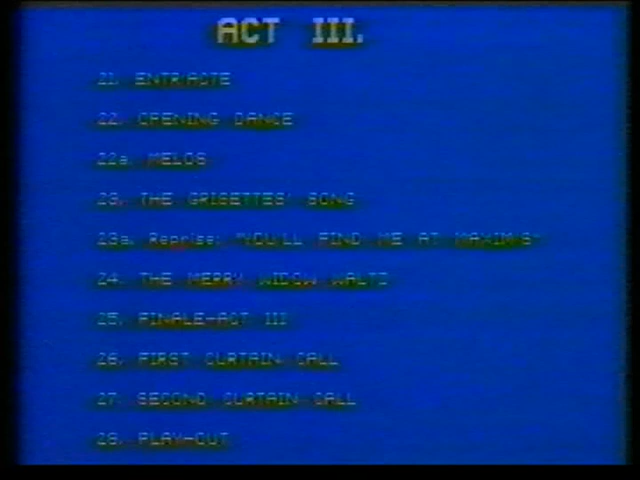 ACT III.
21. ENTR'ACTE
22. OPENING DANCE
22a. MELOS
23. THE GRISETTES' SONG
23a. Reprise: "YOU'LL FIND ME AT MAXIM'S"
24. THE MERRY WIDOW WALTZ
25. FINALE-ACT III
26. FIRST CURTAIN CALL
27. SECOND CURTAIN CALL
28. PLAY-OUT